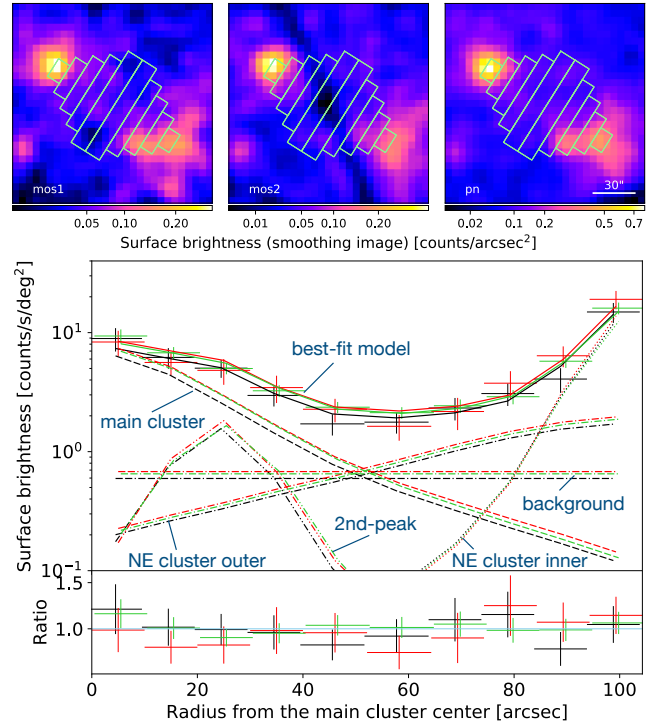 mos1
mos2
pn
30"
0.05 0.10 0.20
0.01 0.05 0.10 0.20
0.02 0.1 0.2 0.5 0.7
Surface brightness (smoothing image) [counts/arcsec²]
Surface brightness [counts/s/deg²]
10¹
10⁰
10⁻¹
best-fit model
main cluster
background
2nd-peak
NE cluster outer
NE cluster inner
Ratio
1.5
1.0
0 20 40 60 80 100
Radius from the main cluster center [arcsec]